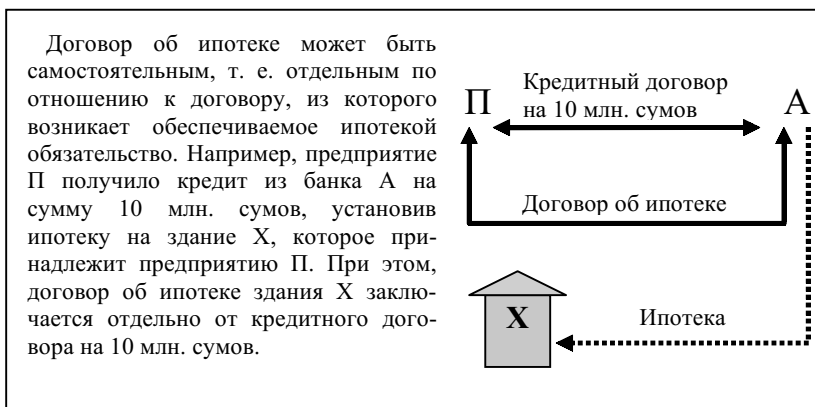 Договор об ипотеке может быть
самостоятельным, т. е. отдельным по
отношению к договору, из которого
возникает обеспечиваемое ипотекой
обязательство. Например, предприятие
П получило кредит из банка А на
сумму 10 млн. сумов, установив
ипотеку на здание Х, которое при-
надлежит предприятию П. При этом,
договор об ипотеке здания Х заклю-
чается отдельно от кредитного дого-
вора на 10 млн. сумов.
П
Кредитный договор
на 10 млн. сумов
А
Договор об ипотеке
Х
Ипотека